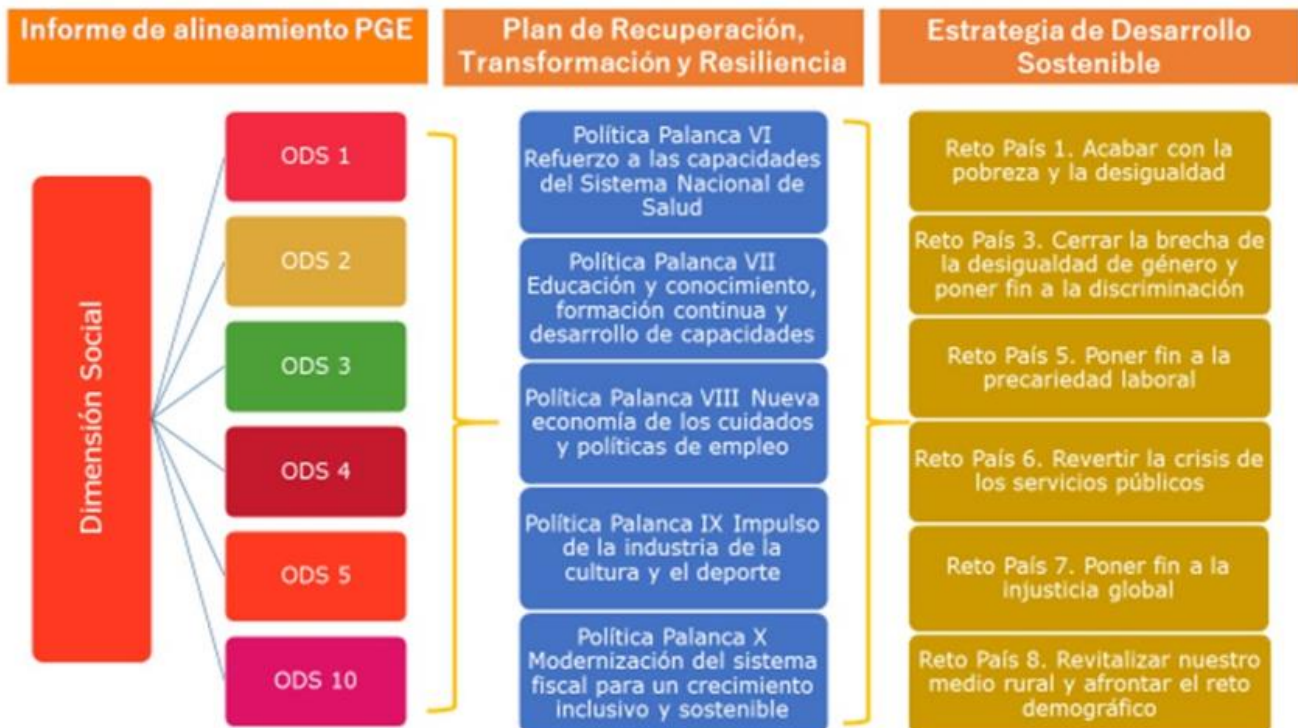 Informe de alineamiento PGE
Plan de Recuperación,
Transformación y Resiliencia
Estrategia de Desarrollo
Sostenible
Dimensión Social
ODS 1
ODS 2
ODS 3
ODS 4
ODS 5
ODS 10
Política Palanca VI
Refuerzo a las capacidades
del Sistema Nacional de
Salud
Política Palanca VII
Educación y conocimiento,
formación continua y
desarrollo de capacidades
Política Palanca VIII Nueva
economía de los cuidados
y políticas de empleo
Política Palanca IX Impulso
de la industria de la
cultura y el deporte
Política Palanca X
Modernización del sistema
fiscal para un crecimiento
inclusivo y sostenible
Reto País 1. Acabar con la
pobreza y la desigualdad
Reto País 3. Cerrar la brecha de
la desigualdad de género y
poner fin a la discriminación
Reto País 5. Poner fin a la
precariedad laboral
Reto País 6. Revertir la crisis de
los servicios públicos
Reto País 7. Poner fin a la
injusticia global
Reto País 8. Revitalizar nuestro
medio rural y afrontar el reto
demográfico